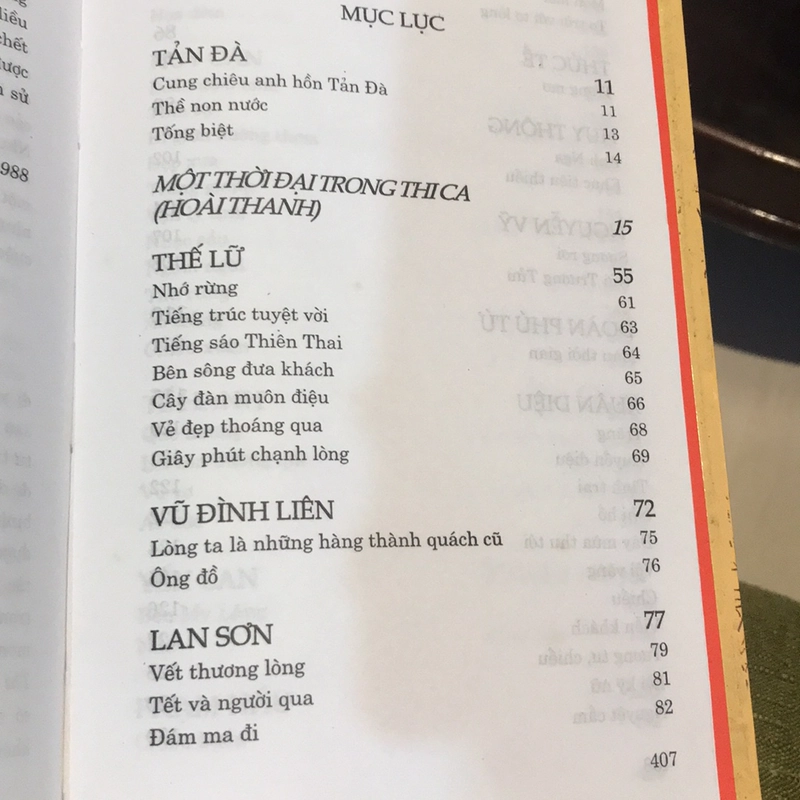 liều
chết
được
sử
988
MỤC LỤC
TẢN ĐÀ 11
Cung chiêu anh hồn Tản Đà 11
Thề non nước 13
Tống biệt 14
MỘT THỜI ĐẠI TRONG THI CA
(HOÀI THANH) 15
THẾ LỮ 55
Nhớ rừng 61
Tiếng trúc tuyệt vời 63
Tiếng sáo Thiên Thai 64
Bên sông đưa khách 65
Cây đàn muôn điệu 66
Vẻ đẹp thoáng qua 68
Giây phút chạnh lòng 69
VŨ ĐÌNH LIÊN 72
Lòng ta là những hàng thành quách cũ 75
Ông đồ 76
LAN SƠN 77
Vết thương lòng 79
Tết và người qua 81
Đám ma đi 82
407